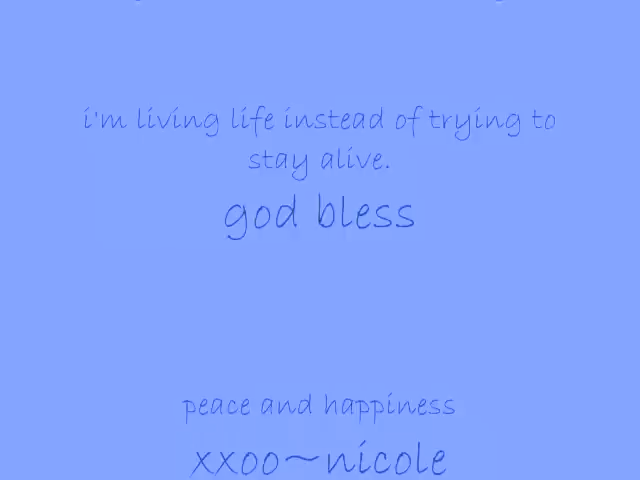 i'm living life instead of trying to
stay alive.
god bless
peace and happiness
xxoo~nicole